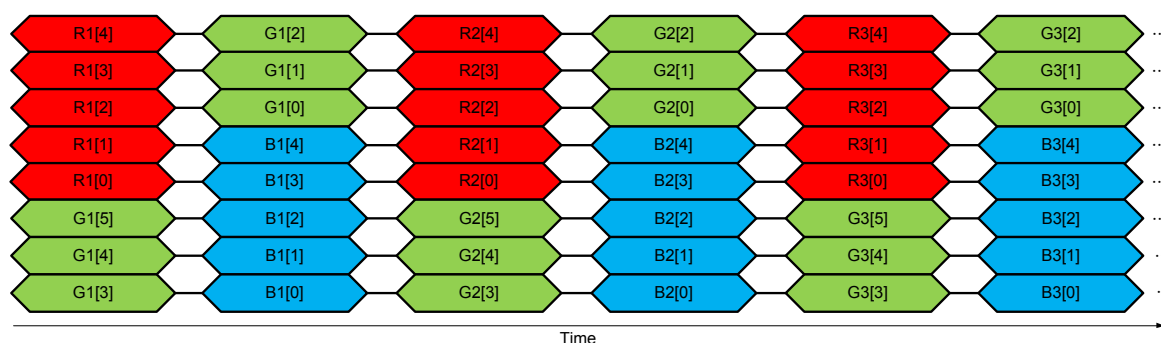 R1[4] G1[2] R2[4] G2[2] R3[4] G3[2] ...
R1[3] G1[1] R2[3] G2[1] R3[3] G3[1] ...
R1[2] G1[0] R2[2] G2[0] R3[2] G3[0] ...
R1[1] B1[4] R2[1] B2[4] R3[1] B3[4] ...
R1[0] B1[3] R2[0] B2[3] R3[0] B3[3] ...
G1[5] B1[2] G2[5] B2[2] G3[5] B3[2] ...
G1[4] B1[1] G2[4] B2[1] G3[4] B3[1] ...
G1[3] B1[0] G2[3] B2[0] G3[3] B3[0] ...
Time